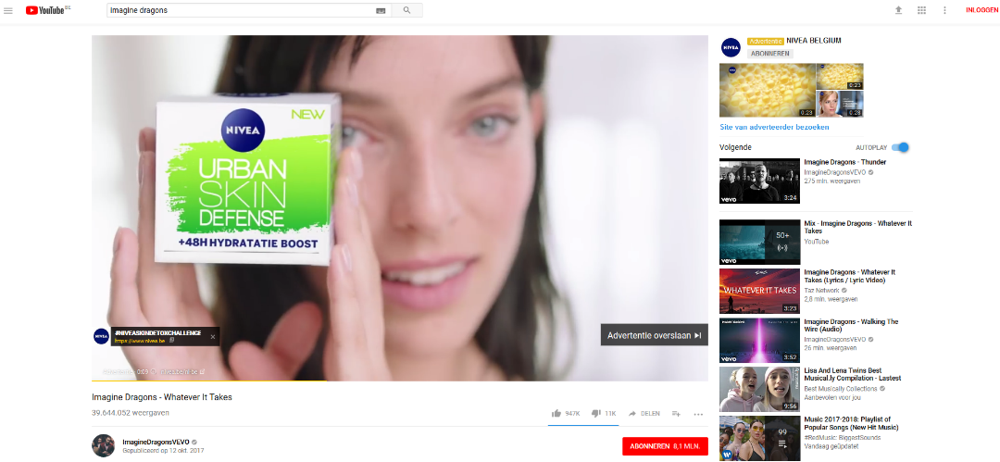 YouTube BE
Imagine dragons
INLOGGEN
NIVEA
NEW
URBAN
SKIN
DEFENSE
+48H HYDRATATIE BOOST
#NIVEASKINDETOXCHALLENGE
https://www.nivea.be
Advertentie overslaan
Imagine Dragons - Whatever It Takes
39.644.052 weergaven
947K
11K
DELEN
ImagineDragonsVEVO
Gepubliceerd op 12 okt. 2017
ABONNEREN 8,1 MLN.
NIVEA
Advertentie NIVEA BELGIUM
ABONNEREN
0:23
0:23
0:28
Site van adverteerder bezoeken
Volgende
AUTOPLAY
vevo
3:24
Imagine Dragons - Thunder
ImagineDragonsVEVO
275 mln. weergaven
50+
vevo
Mix - Imagine Dragons - Whatever It
Takes
YouTube
WHATEVER IT TAKES
3:23
Imagine Dragons - Whatever It
Takes (Lyrics / Lyric Video)
Taz Network
2,8 mln. weergaven
vevo
3:52
Imagine Dragons - Walking The
Wire (Audio)
ImagineDragonsVEVO
26 mln. weergaven
9:56
Lisa And Lena Twins Best
Musical.ly Compilation - Lastest
Best Musically Collections
Aanbevolen voor jou
99
Music 2017-2018: Playlist of
Popular Songs (New Hit Music)
#RedMusic: BiggestSounds
Vandaag geüpdatet